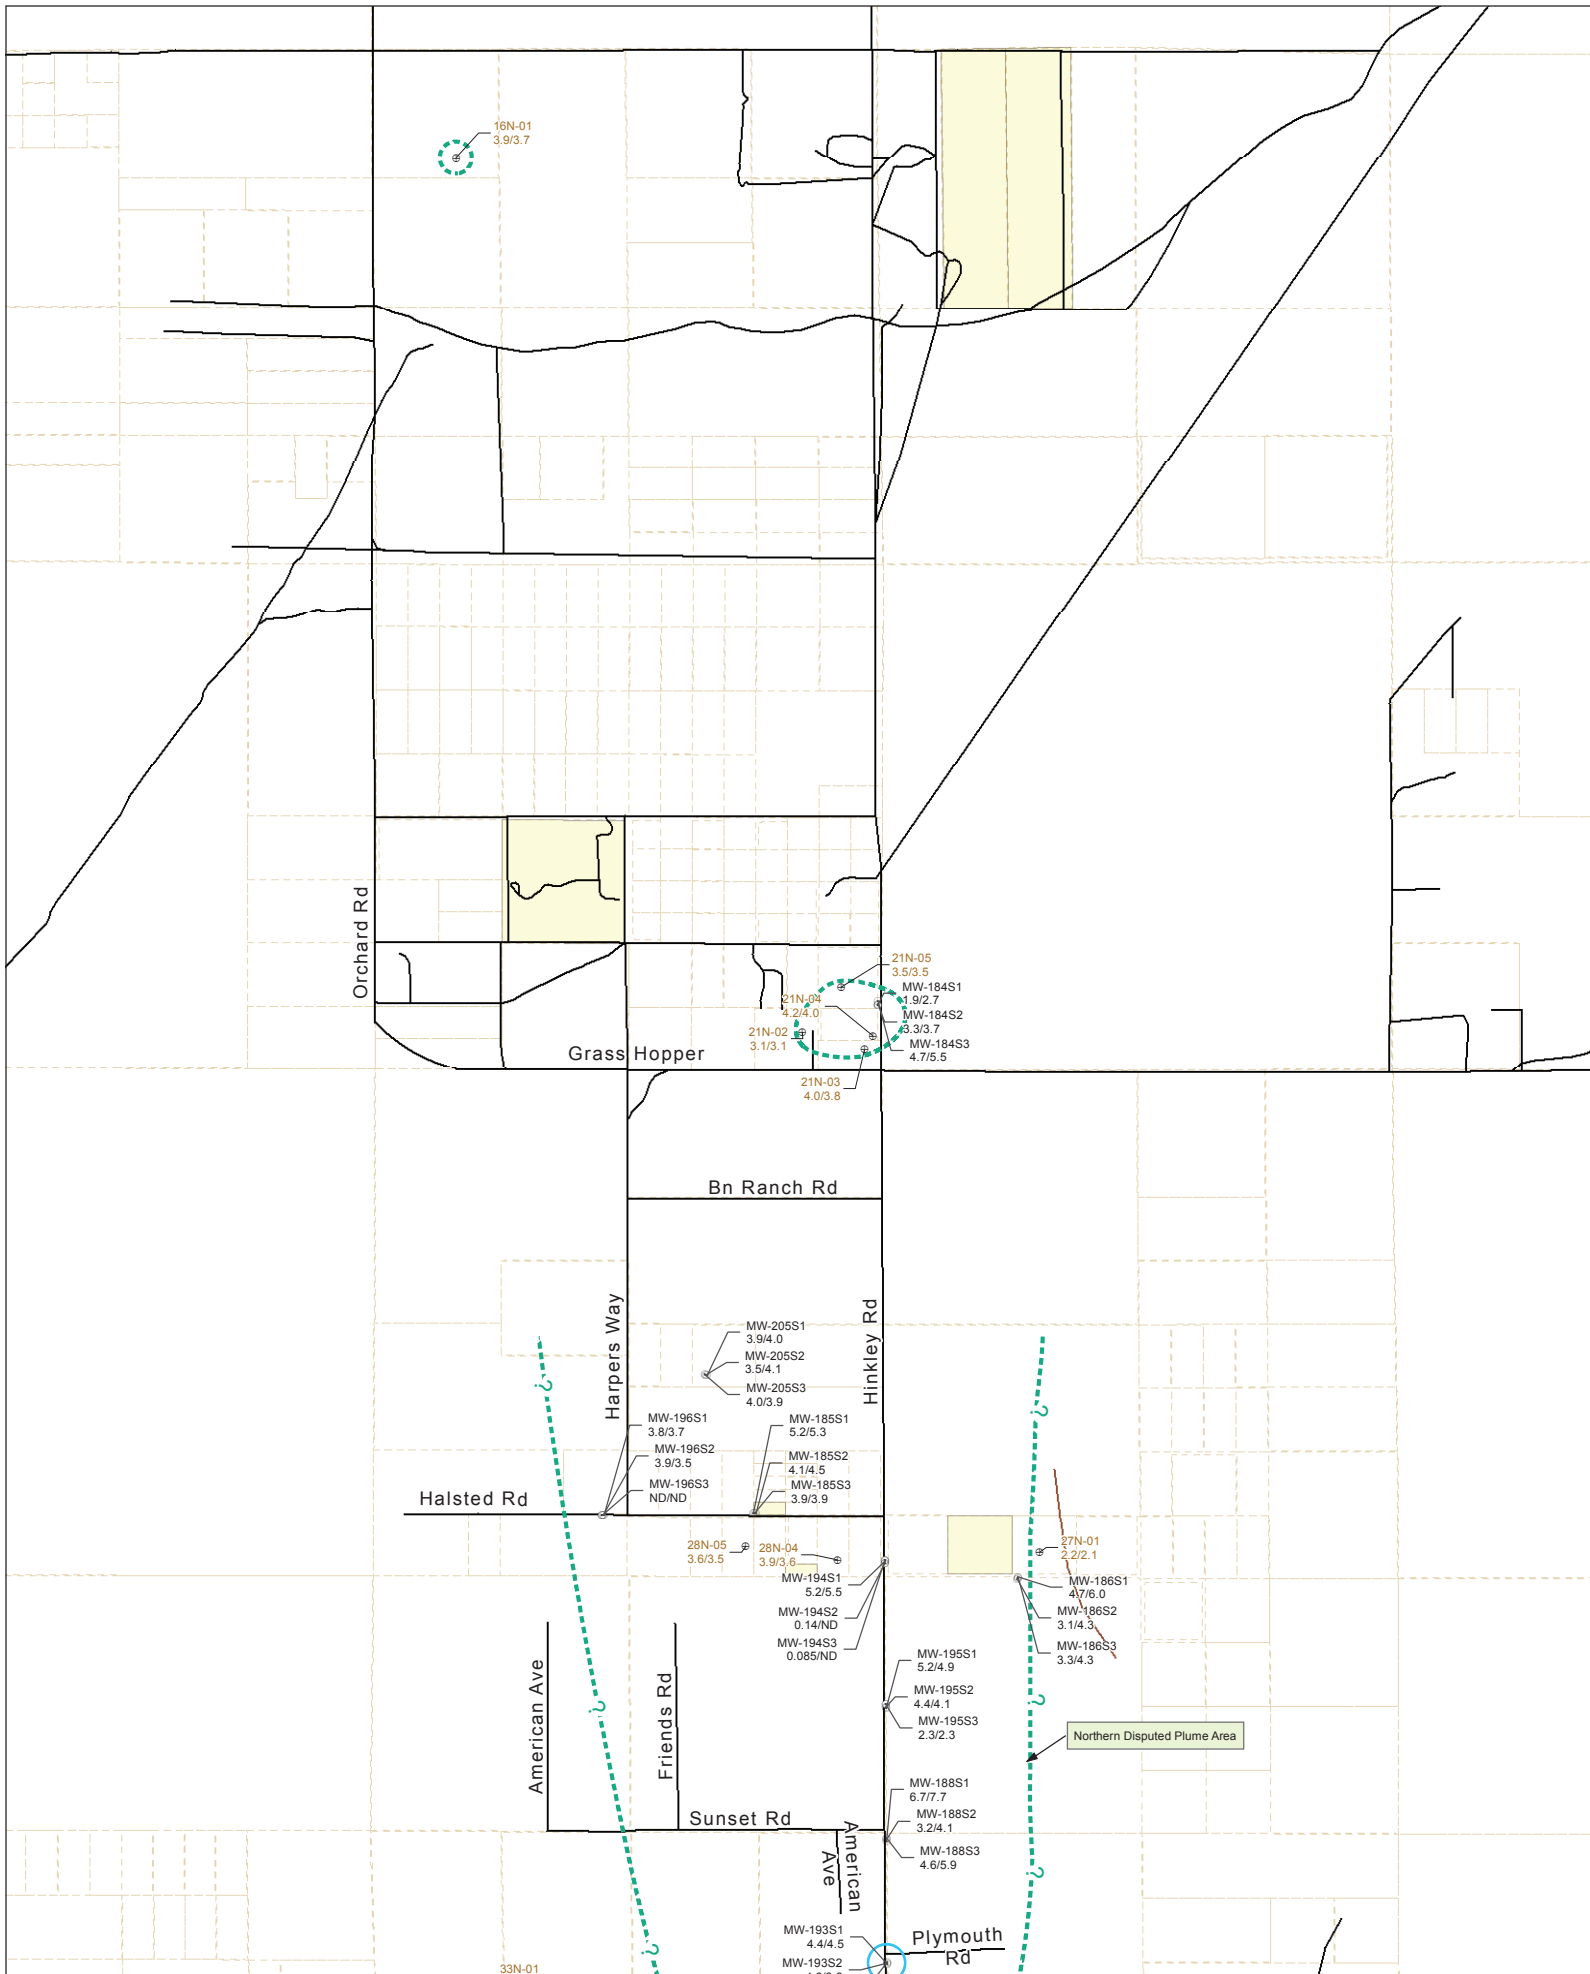 16N-01
3.9/3.7
Orchard Rd
21N-05
3.5/3.5
MW-184S1
1.9/2.7
21N-04
4.2/4.0
MW-184S2
3.3/3.7
21N-02
3.1/3.1
MW-184S3
4.7/5.5
Grass Hopper
21N-03
4.0/3.8
Bn Ranch Rd
Harpers Way
Hinkley Rd
MW-205S1
3.9/4.0
MW-205S2
3.5/4.1
MW-205S3
4.0/3.9
?
?
MW-196S1
3.8/3.7
MW-185S1
5.2/5.3
MW-196S2
3.9/3.5
MW-185S2
4.1/4.5
MW-196S3
ND/ND
MW-185S3
3.9/3.9
Halsted Rd
28N-05
3.6/3.5
28N-04
3.9/3.6
27N-01
2.2/2.1
MW-194S1
5.2/5.5
MW-186S1
4.7/6.0
MW-194S2
0.14/ND
MW-186S2
3.1/4.3
MW-194S3
0.085/ND
MW-186S3
3.3/4.3
MW-195S1
5.2/4.9
MW-195S2
4.4/4.1
MW-195S3
2.3/2.3
American Ave
Friends Rd
?
?
Northern Disputed Plume Area
MW-188S1
6.7/7.7
MW-188S2
3.2/4.1
Sunset Rd
MW-188S3
4.6/5.9
American
Ave
?
MW-193S1
4.4/4.5
Plymouth
Rd
?
MW-193S2
33N-01